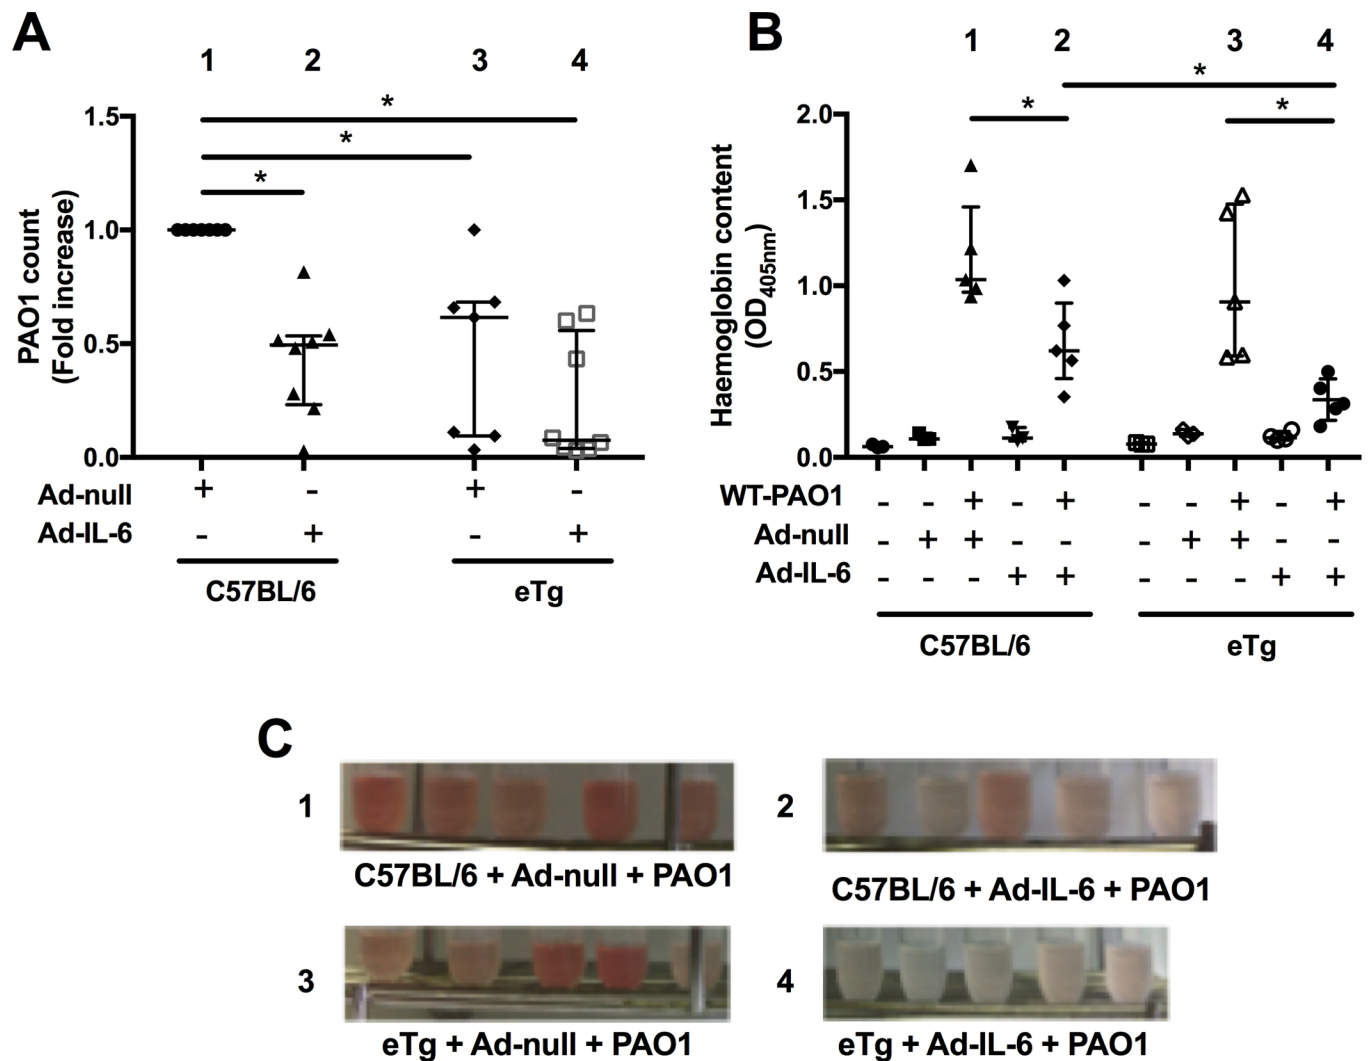 A
1 2 3 4
* * *
PAO1 count
(Fold increase)
1.5
1.0
0.5
0.0
Ad-null + - + -
Ad-IL-6 - + - +
C57BL/6 eTg
B
1 2 3 4
* * *
Haemoglobin content
(OD405nm)
2.0
1.5
1.0
0.5
0.0
WT-PAO1 - - + - + - - + - +
Ad-null - + + - - - + + - -
Ad-IL-6 - - - + + - - - + +
C57BL/6 eTg
C
1
C57BL/6 + Ad-null + PAO1
2
C57BL/6 + Ad-IL-6 + PAO1
3
eTg + Ad-null + PAO1
4
eTg + Ad-IL-6 + PAO1